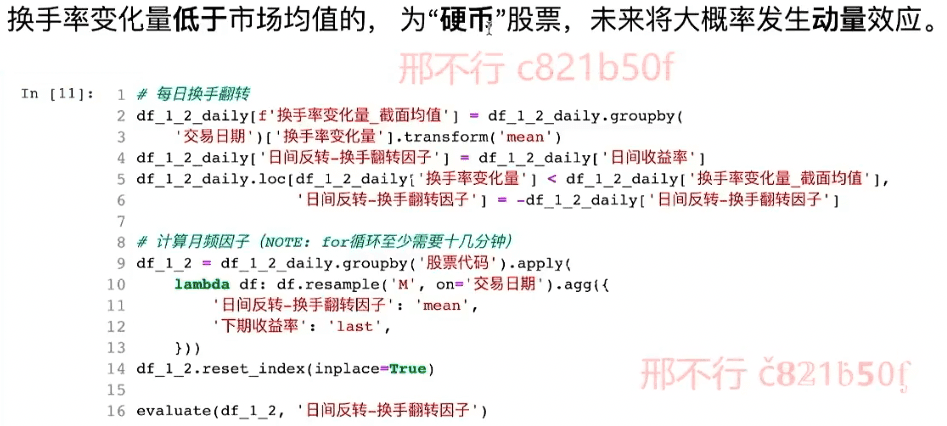 换手率变化量低于市场均值的， 为“硬币”股票，未来将大概率发生动量效应。
邢不行 c821b50f
In [11]:
1 # 每日换手翻转
2 df_1_2_daily[f'换手率变化量_截面均值'] = df_1_2_daily.groupby(
3     '交易日期')['换手率变化量'].transform('mean')
4 df_1_2_daily['日间反转-换手翻转因子'] = df_1_2_daily['日间收益率']
5 df_1_2_daily.loc[df_1_2_daily['换手率变化量'] < df_1_2_daily['换手率变化量_截面均值'],
6                  '日间反转-换手翻转因子'] = -df_1_2_daily['日间反转-换手翻转因子']
7
8 # 计算月频因子（NOTE: for循环至少需要十几分钟）
9 df_1_2 = df_1_2_daily.groupby('股票代码').apply(
10     lambda df: df.resample('M', on='交易日期').agg({
11         '日间反转-换手翻转因子': 'mean',
12         '下期收益率': 'last',
13     }))
14 df_1_2.reset_index(inplace=True)
15
16 evaluate(df_1_2, '日间反转-换手翻转因子')
邢不行 c821b50f